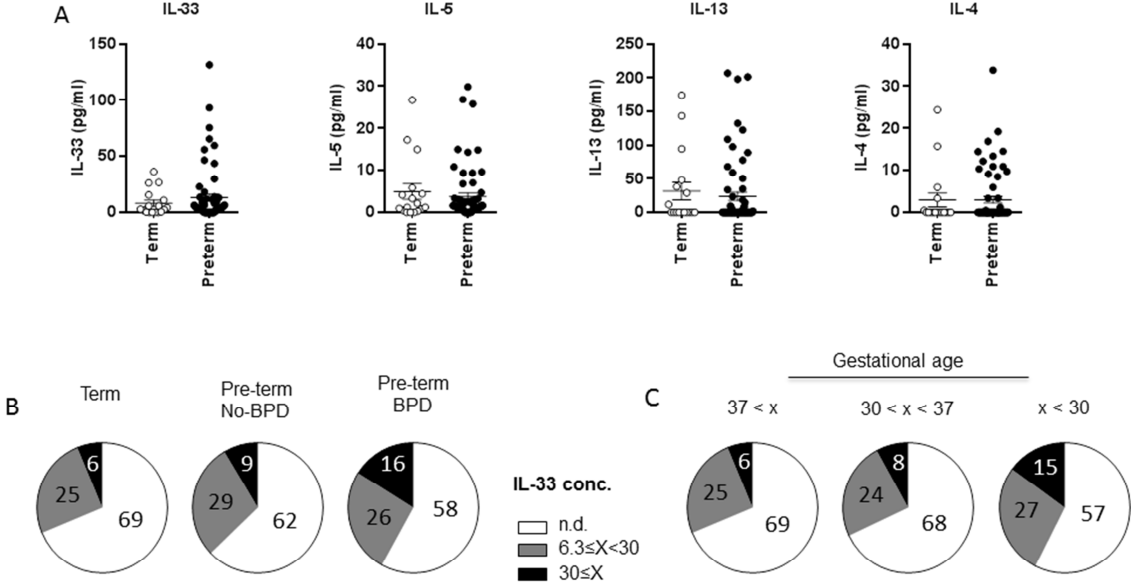 A
IL-33
IL-5
IL-13
IL-4
IL-33 (pg/ml)
150
100
50
0
Term
Preterm
IL-5 (pg/ml)
40
30
20
10
0
Term
Preterm
IL-13 (pg/ml)
250
200
150
100
50
0
Term
Preterm
IL-4 (pg/ml)
40
30
20
10
0
Term
Preterm
B
Term
Pre-term
No-BPD
Pre-term
BPD
6
25
69
9
29
62
16
26
58
IL-33 conc.
n.d.
6.3≤X<30
30≤X
C
Gestational age
37 < x
30 < x < 37
x < 30
6
25
69
8
24
68
15
27
57